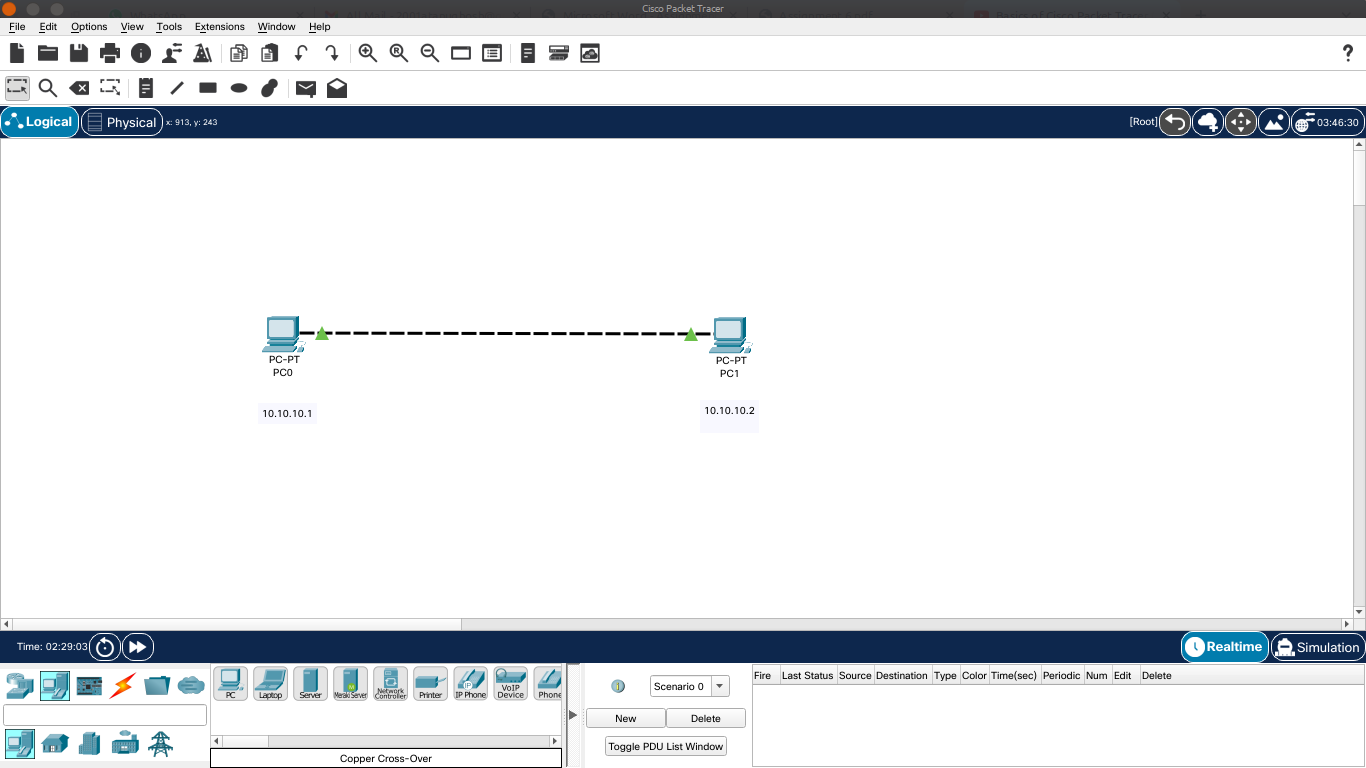 Cisco Packet Tracer
File Edit Options View Tools Extensions Window Help
Logical Physical x: 913, y: 243 [Root] 03:46:30
PC-PT PC-PT
PC0 PC1
10.10.10.1 10.10.10.2
Time: 02:29:03 Realtime Simulation
PC Laptop Server Meraki Server Network Controller Printer IP Phone VoIP Device Phone
Copper Cross-Over
Scenario 0
New Delete
Toggle PDU List Window
Fire Last Status Source Destination Type Color Time(sec) Periodic Num Edit Delete